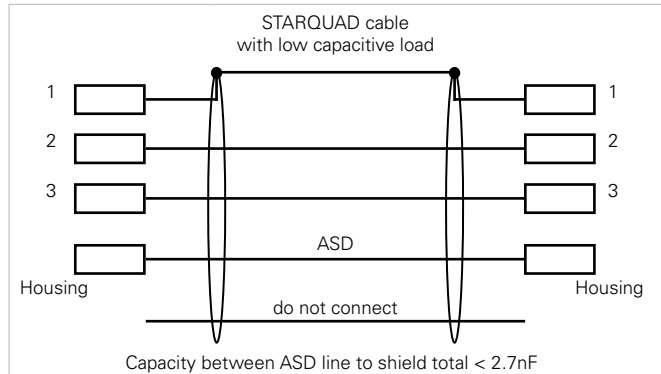 STARQUAD cable
with low capacitive load
1 1
2 2
3 3
ASD
Housing Housing
do not connect
Capacity between ASD line to shield total < 2.7nF